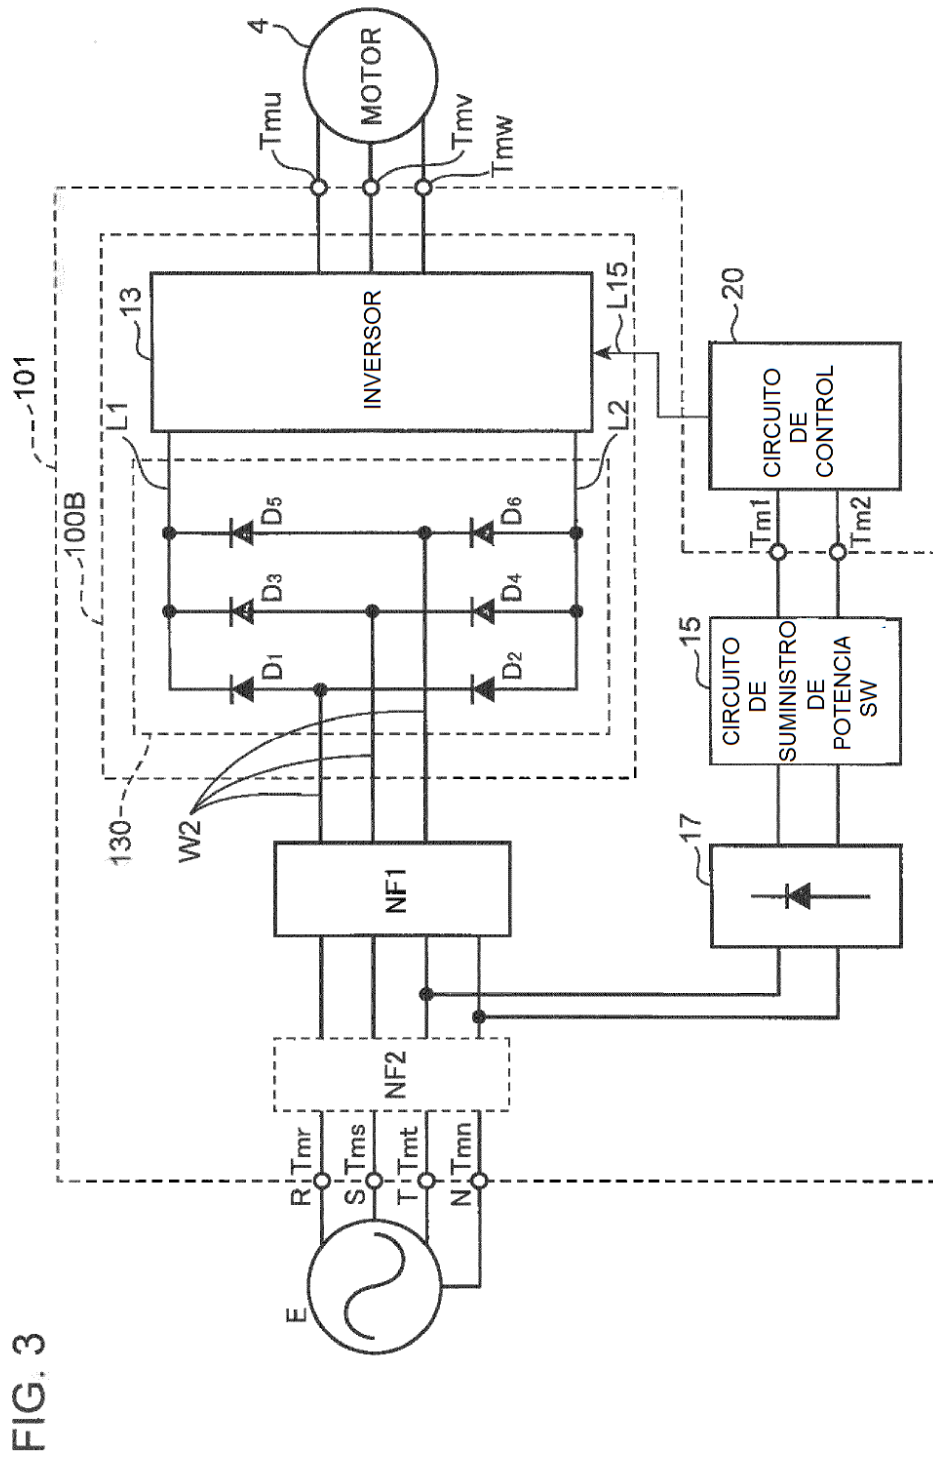 FIG. 3
E
R
S
T
N
Tmr
Tms
Tmt
Tmn
NF2
NF1
W2
130
100B
101
D1
D2
D3
D4
D5
D6
L1
L2
13
INVERSOR
L15
Tmu
Tmv
Tmw
4
MOTOR
17
15
CIRCUITO
DE
SUMINISTRO
DE
POTENCIA
SW
Tm1
Tm2
20
CIRCUITO
DE
CONTROL